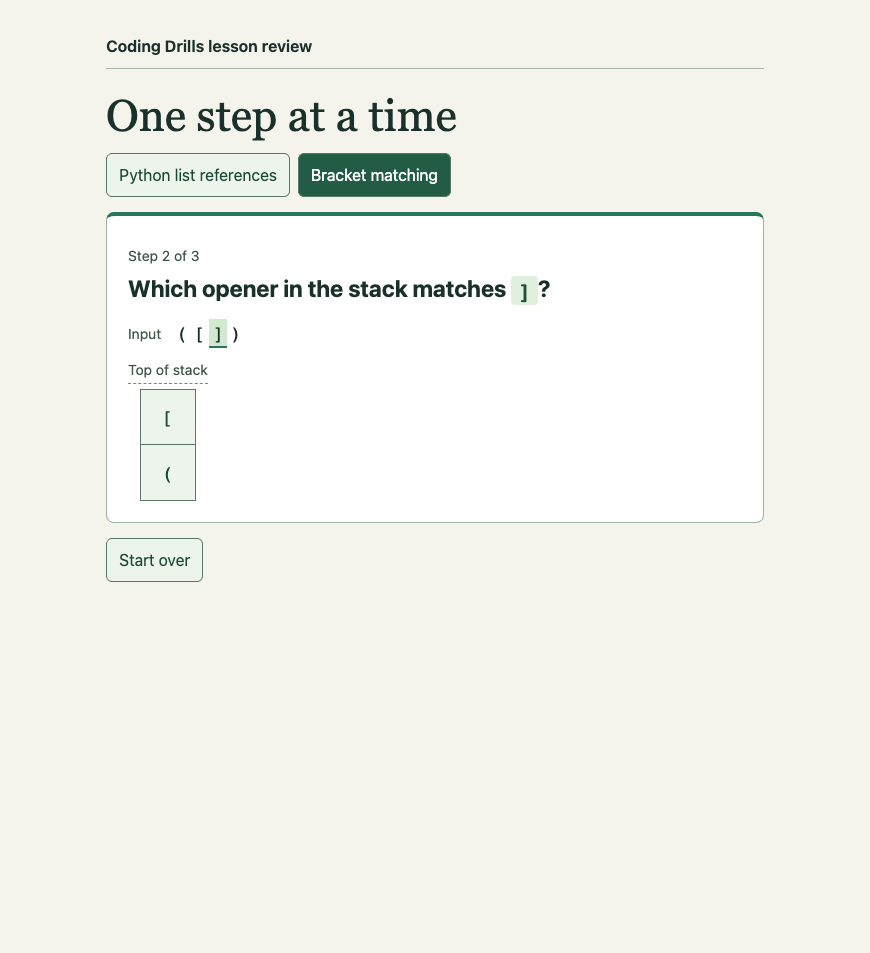 Coding Drills lesson review
One step at a time
Python list references
Bracket matching
Step 2 of 3
Which opener in the stack matches ] ?
Input ( [ ] )
Top of stack
[
(
Start over